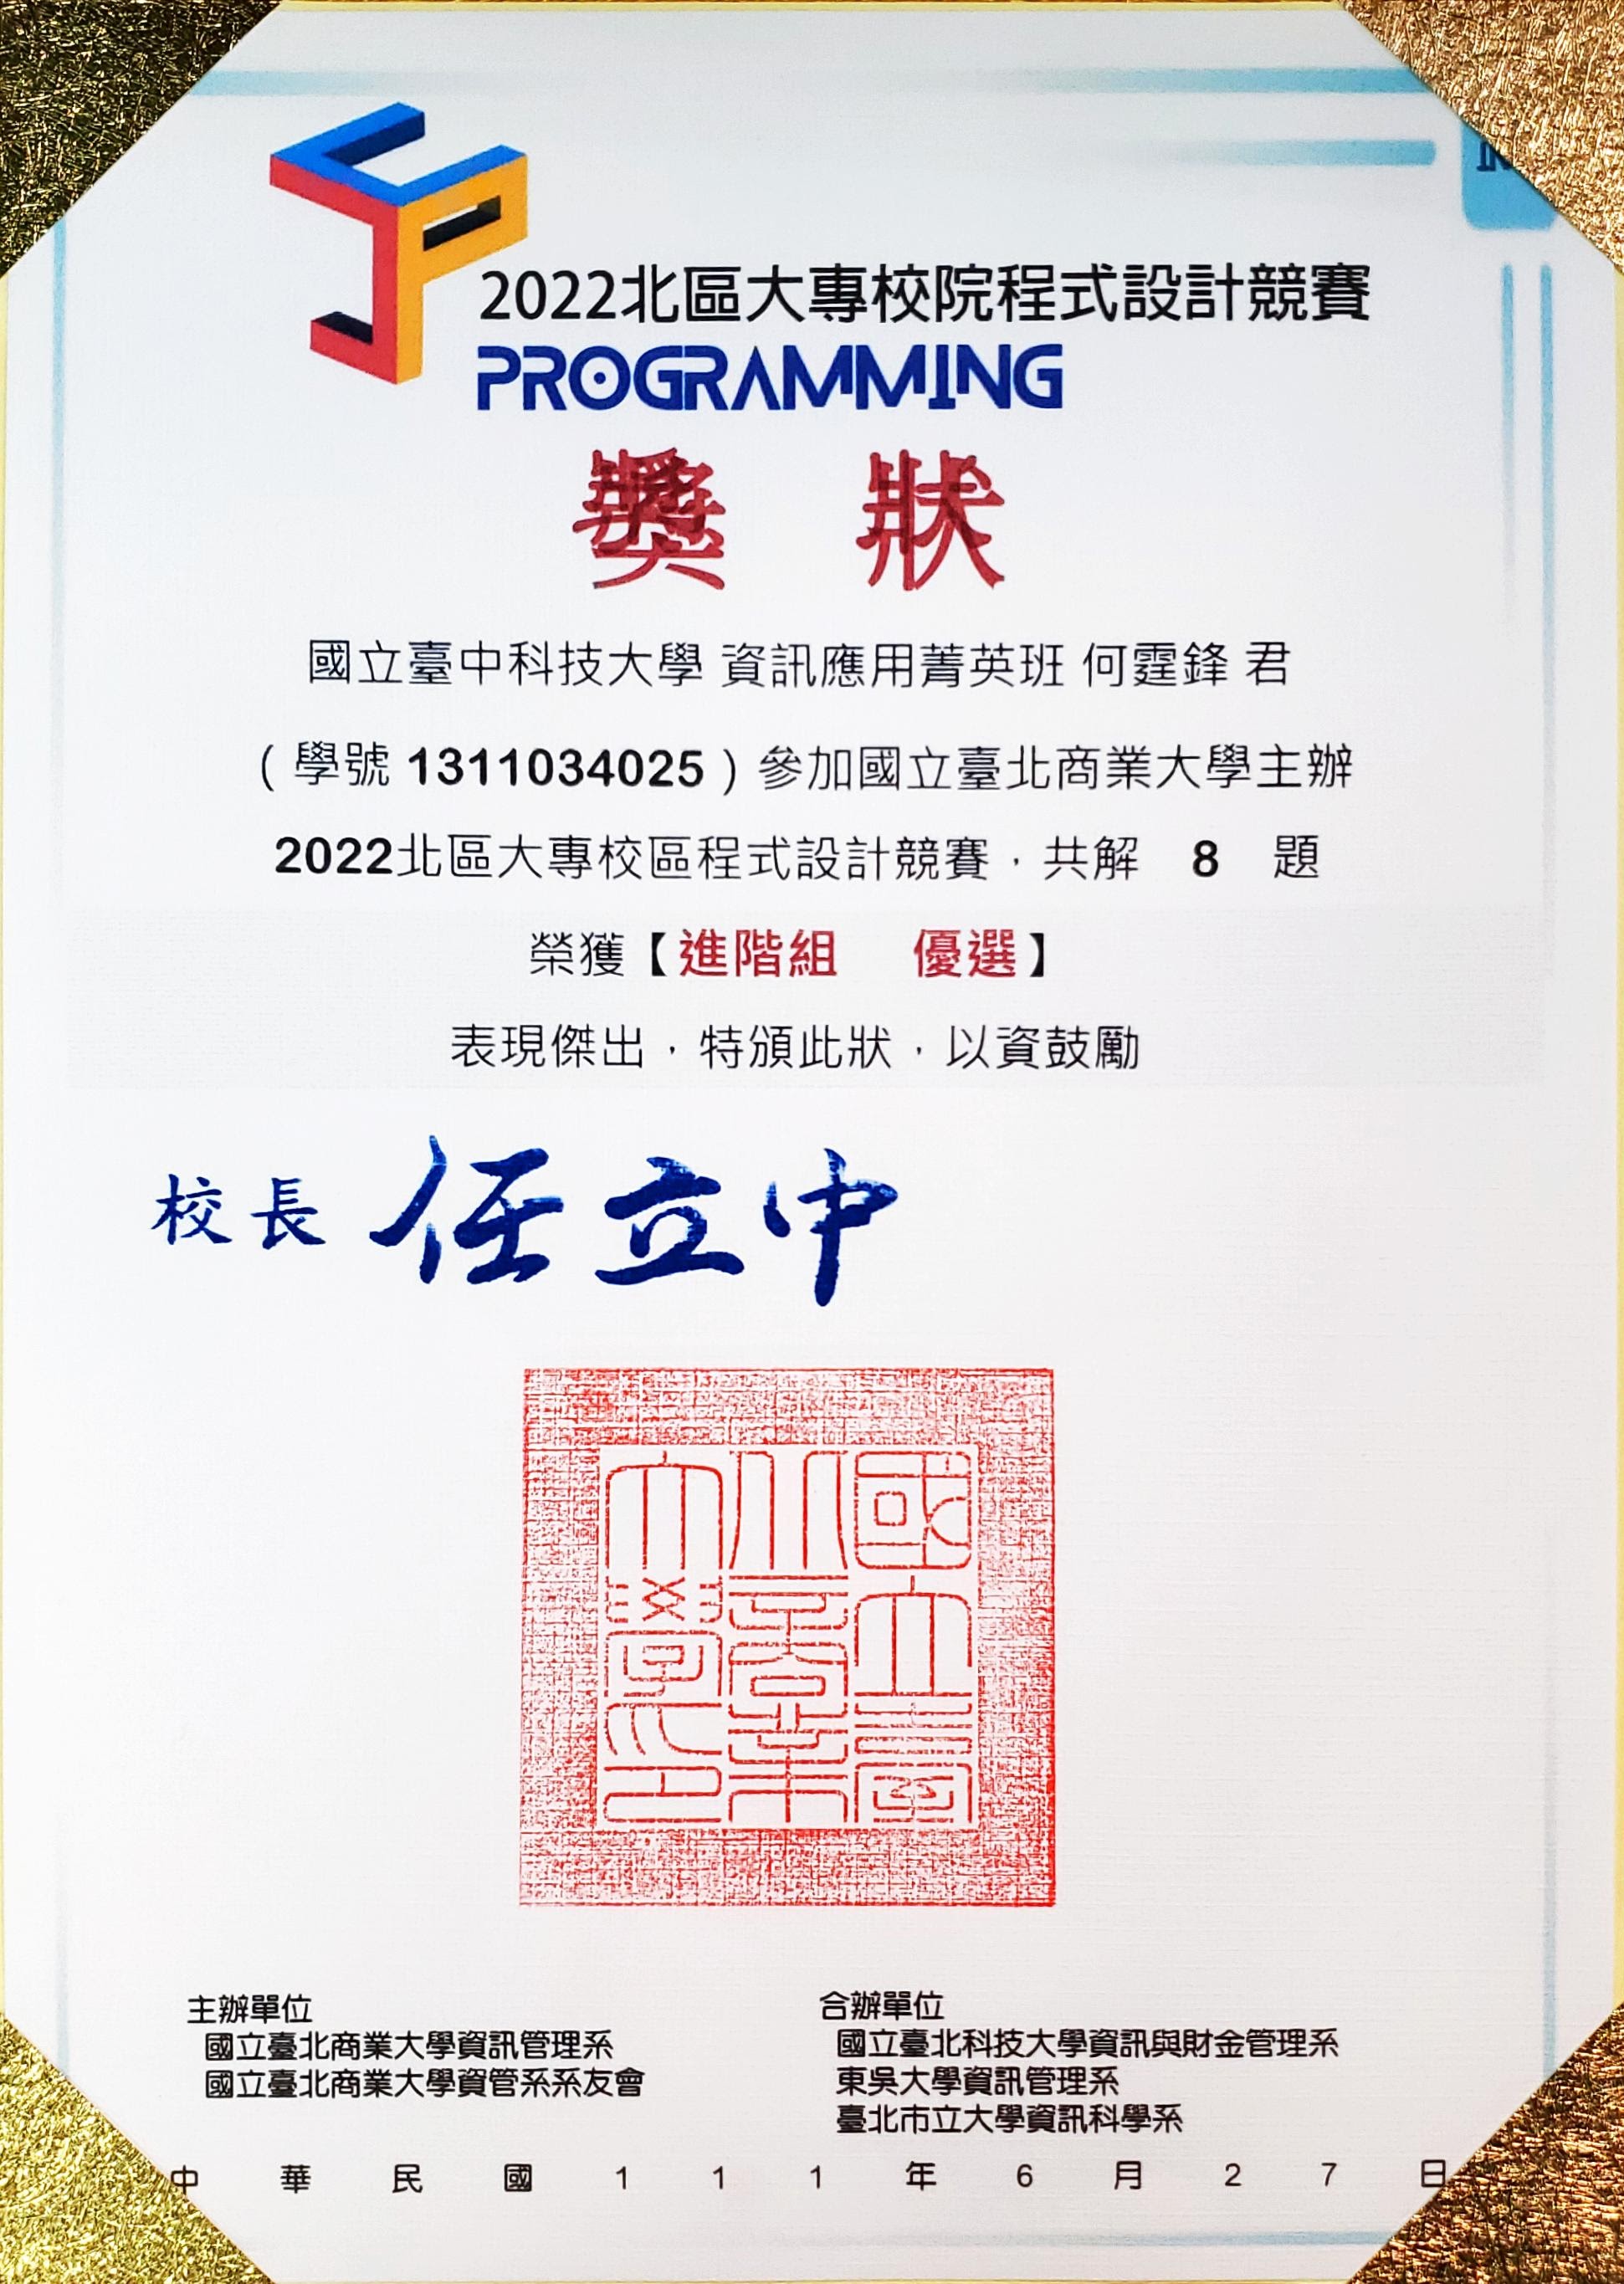 2022北區大專校院程式設計競賽
PROGRAMMING
獎 狀
國立臺中科技大學 資訊應用菁英班 何霆鋒 君
(學號 1311034025)參加國立臺北商業大學主辦
2022北區大專校區程式設計競賽,共解 8 題
榮獲【進階組 優選】
表現傑出,特頒此狀,以資鼓勵
校長 任立中
國立臺北商業大學印
主辦單位
國立臺北商業大學資訊管理系
國立臺北商業大學資管系系友會
合辦單位
國立臺北科技大學資訊與財金管理系
東吳大學資訊管理系
臺北市立大學資訊科學系
中華民國111年6月27日